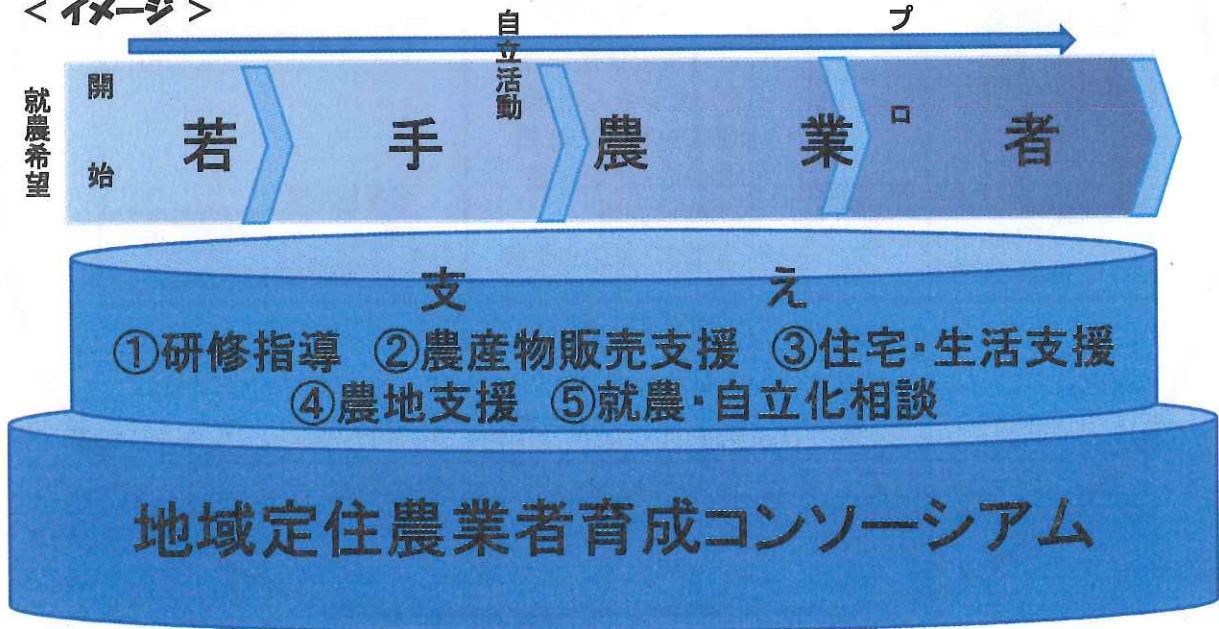 < イメージ >
就農希望
開始
自立活動
プロ
若手農業者
支え
①研修指導 ②農産物販売支援 ③住宅・生活支援
④農地支援 ⑤就農・自立化相談
地域定住農業者育成コンソーシアム